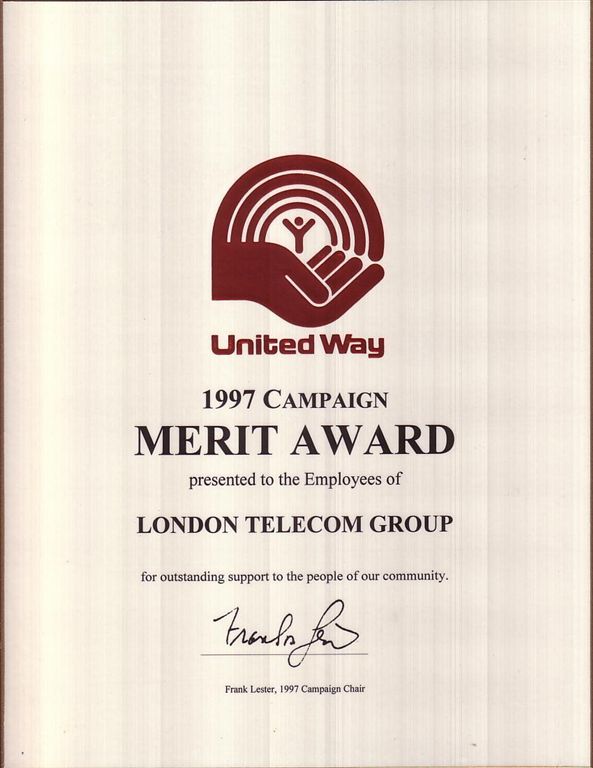 United Way
1997 CAMPAIGN
MERIT AWARD
presented to the Employees of
LONDON TELECOM GROUP
for outstanding support to the people of our community.
Frank Lester, 1997 Campaign Chair